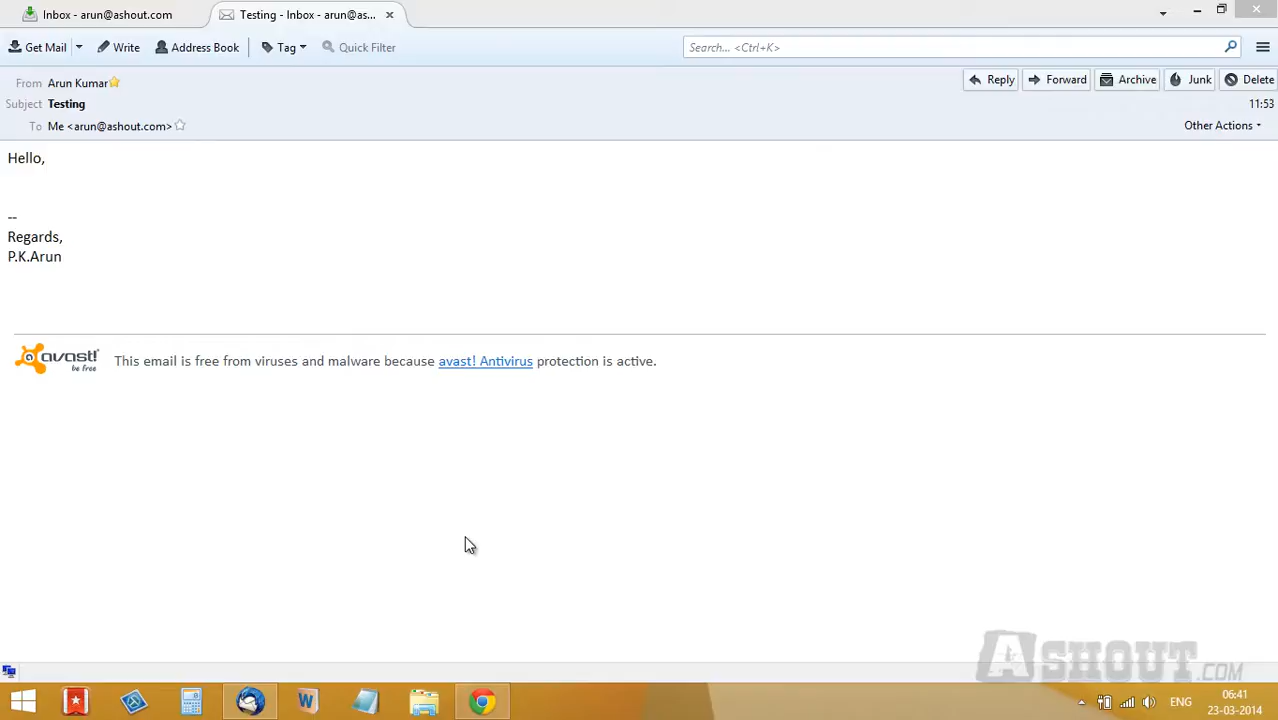 Inbox - arun@ashout.com
Testing - Inbox - arun@as...
Get Mail
Write
Address Book
Tag
Quick Filter
Search... <Ctrl+K>
From Arun Kumar
Reply
Forward
Archive
Junk
Delete
Subject Testing
11:53
To Me <arun@ashout.com>
Other Actions
Hello,
--
Regards,
P.K.Arun
avast!
be free
This email is free from viruses and malware because avast! Antivirus protection is active.
ASHOUT.COM
ENG
06:41
23-03-2014